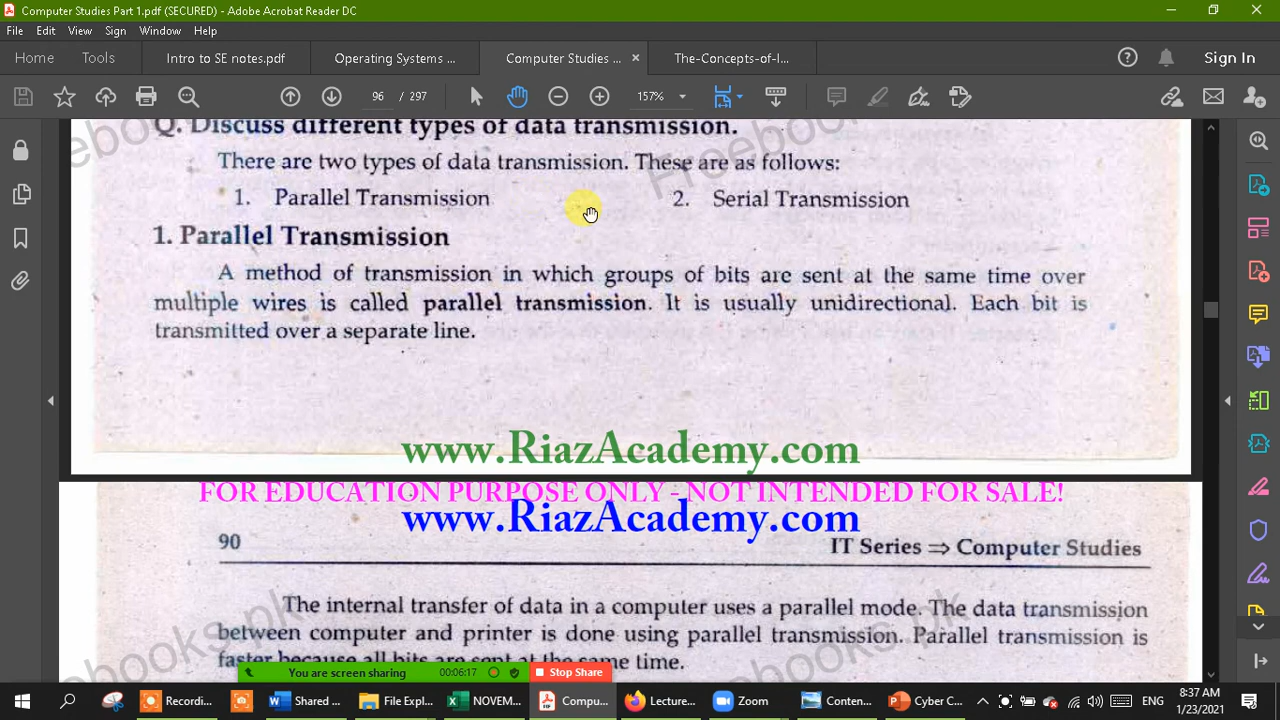 Computer Studies Part 1.pdf (SECURED) - Adobe Acrobat Reader DC
File Edit View Sign Window Help
Home Tools Intro to SE notes.pdf Operating Systems ... Computer Studies ... × The-Concepts-of-I... Sign In
96 / 297 157%
Q. Discuss different types of data transmission.
There are two types of data transmission. These are as follows:
1. Parallel Transmission 2. Serial Transmission
1. Parallel Transmission
A method of transmission in which groups of bits are sent at the same time over
multiple wires is called parallel transmission. It is usually unidirectional. Each bit is
transmitted over a separate line.
www.RiazAcademy.com
FOR EDUCATION PURPOSE ONLY - NOT INTENDED FOR SALE!
www.RiazAcademy.com
90 IT Series ⇒ Computer Studies
The internal transfer of data in a computer uses a parallel mode. The data transmission
between computer and printer is done using parallel transmission. Parallel transmission is
faster because all bits are sent at the same time.
You are screen sharing 00:06:17 Stop Share
Recordi... Shared ... File Expl... NOVEM... Compu... Lecture... Zoom Conten... Cyber C... ENG 8:37 AM
1/23/2021